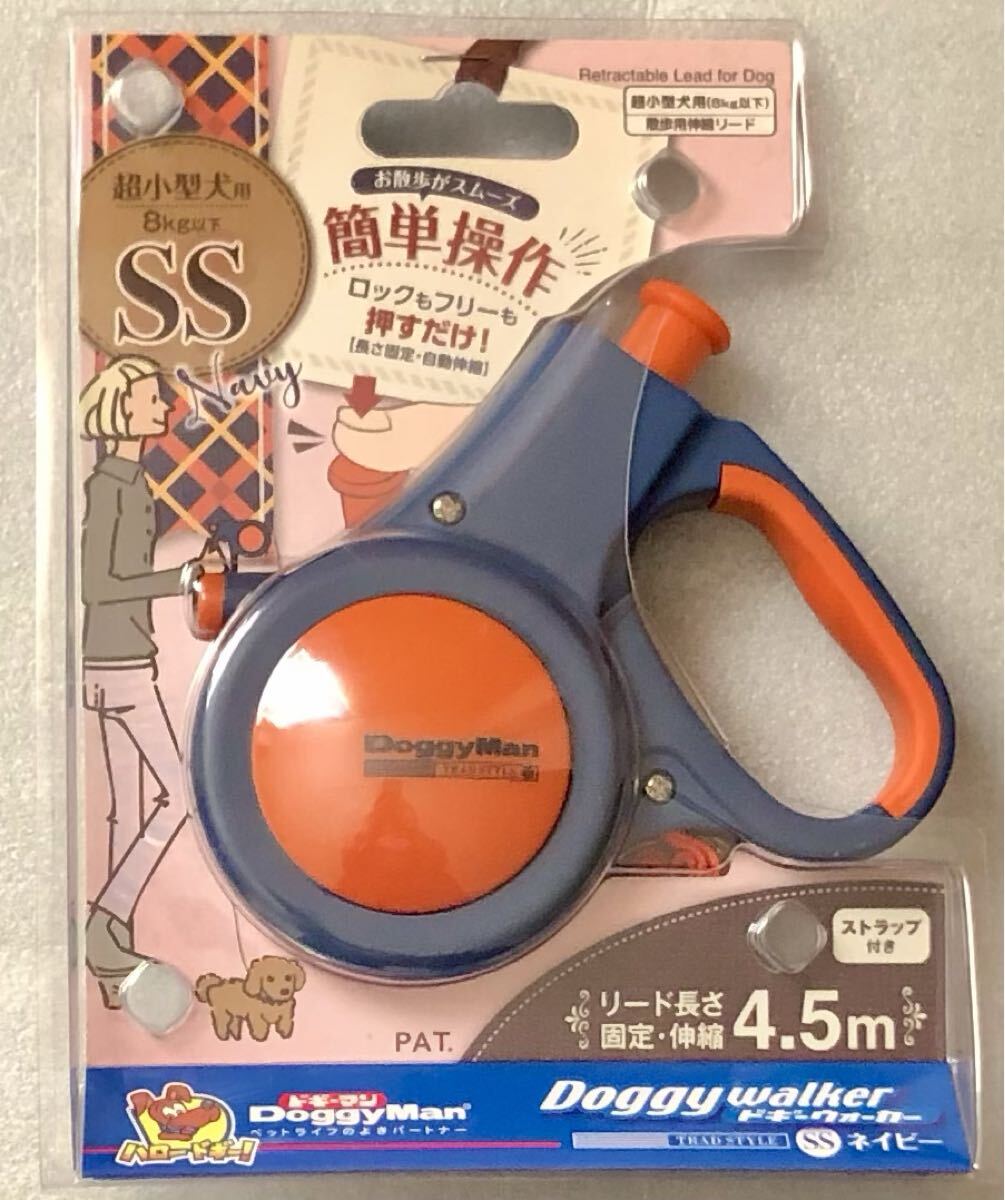 Retractable Lead for Dog
超小型犬用(8kg以下)
散歩用伸縮リード
超小型犬用
8kg以下
SS
Navy
お散歩がスムーズ
簡単操作
ロックもフリーも
押すだけ!
[長さ固定・自動伸縮]
DoggyMan
TRAD STYLE
ストラップ
付き
リード長さ
固定・伸縮 4.5m
PAT.
ハロードギー!
ドギーマン
DoggyMan®
ペットライフのよきパートナー
Doggy walker
ドギーウォーカー
TRAD STYLE SS ネイビー